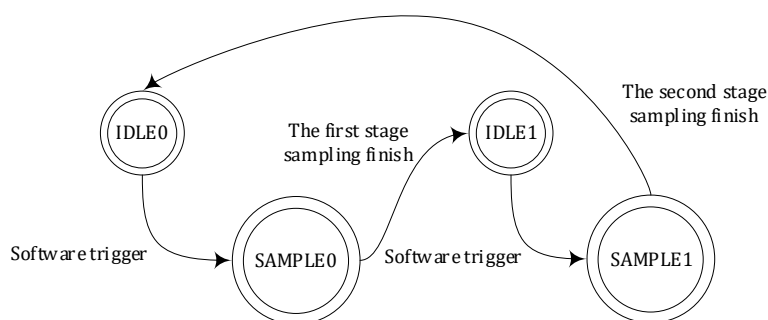 The second stage
sampling finish
IDLE0
The first stage
sampling finish
IDLE1
Software trigger
SAMPLE0
Software trigger
SAMPLE1